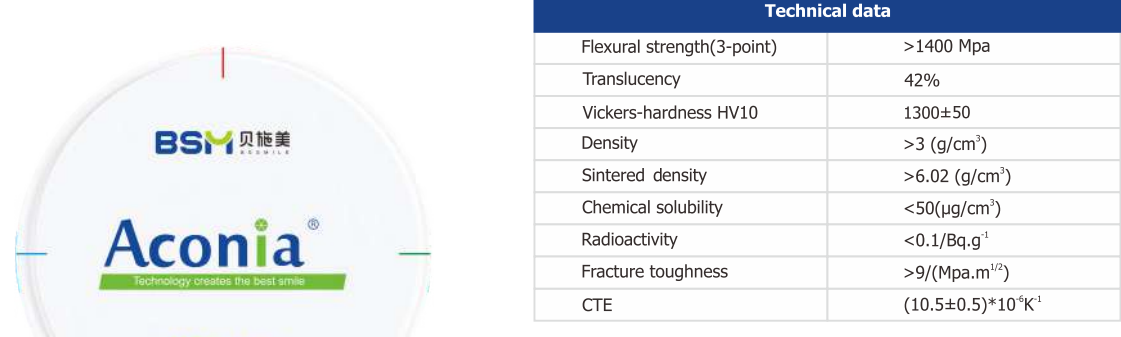 BSM 贝施美
BESMILE
Aconia®
Technology creates the best smile
Technical data
Flexural strength(3-point) >1400 Mpa
Translucency 42%
Vickers-hardness HV10 1300±50
Density >3 (g/cm³)
Sintered density >6.02 (g/cm³)
Chemical solubility <50(μg/cm³)
Radioactivity <0.1/Bq.g⁻¹
Fracture toughness >9/(Mpa.m¹/²)
CTE (10.5±0.5)*10⁻⁶K⁻¹